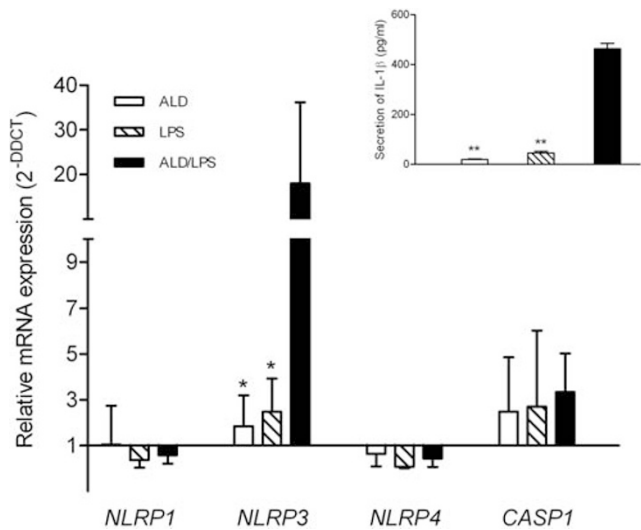 Relative mRNA expression (2^-DDCT)
40
30
20
10
9
7
5
3
1
ALD
LPS
ALD/LPS
Secretion of IL-1β (pg/ml)
600
400
200
0
**
**
*
*
NLRP1
NLRP3
NLRP4
CASP1